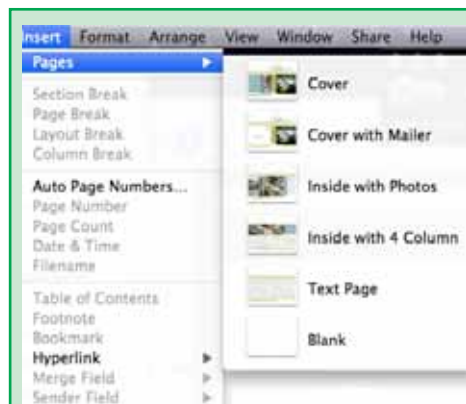 Insert Format Arrange View Window Share Help
Pages
Section Break
Page Break
Layout Break
Column Break
Auto Page Numbers...
Page Number
Page Count
Date & Time
Filename
Table of Contents
Footnote
Bookmark
Hyperlink
Merge Field
Sender Field
Cover
Cover with Mailer
Inside with Photos
Inside with 4 Column
Text Page
Blank